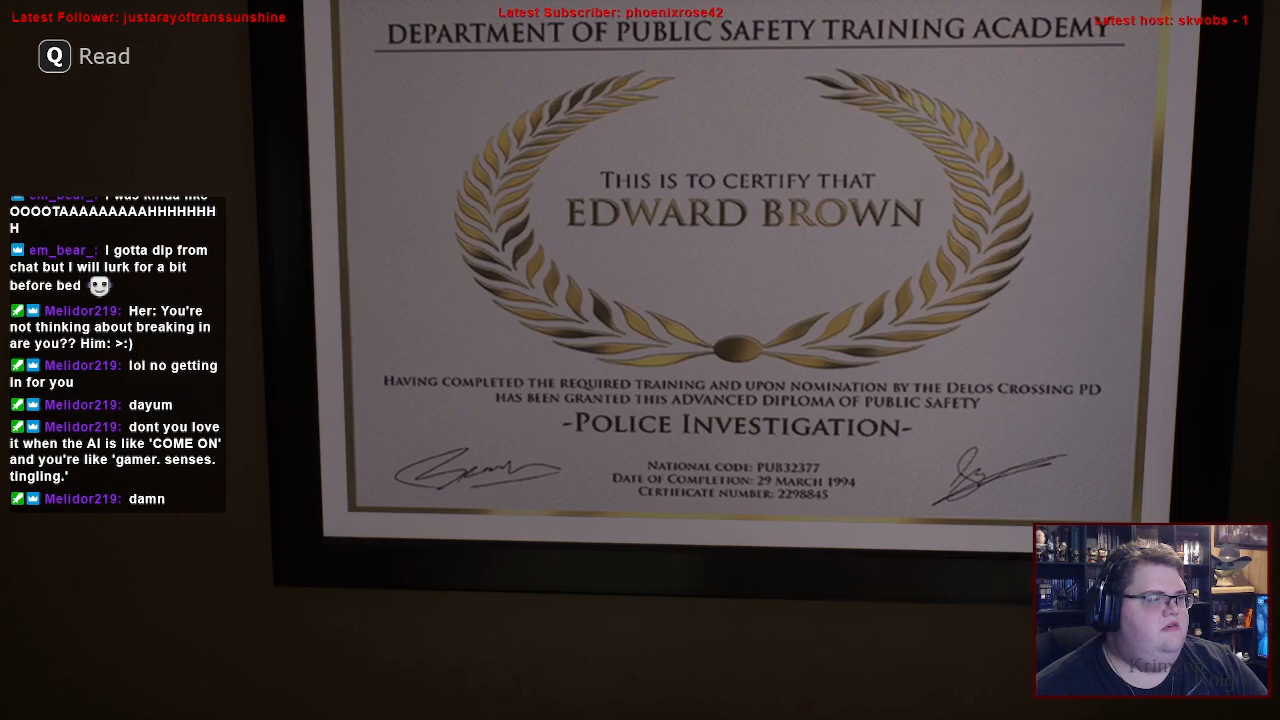 Latest Follower: justarayoftranssunshine
Latest Subscriber: phoenixrose42
Latest host: skwobs - 1
Q Read
DEPARTMENT OF PUBLIC SAFETY TRAINING ACADEMY
THIS IS TO CERTIFY THAT
EDWARD BROWN
HAVING COMPLETED THE REQUIRED TRAINING AND UPON NOMINATION BY THE DELOS CROSSING PD
HAS BEEN GRANTED THIS ADVANCED DIPLOMA OF PUBLIC SAFETY
-POLICE INVESTIGATION-
NATIONAL CODE: PUB32377
DATE OF COMPLETION: 29 MARCH 1994
CERTIFICATE NUMBER: 2298845
em_bear_: I was kinda like
OOOOTAAAAAAAAAHHHHHHH
H
em_bear_: I gotta dip from
chat but I will lurk for a bit
before bed
Melidor219: Her: You're
not thinking about breaking in
are you?? Him: >:)
Melidor219: lol no getting
in for you
Melidor219: dayum
Melidor219: dont you love
it when the AI is like 'COME ON'
and you're like 'gamer. senses.
tingling.'
Melidor219: damn